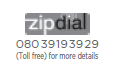 zipdial
08039193929
(Toll free) for more details